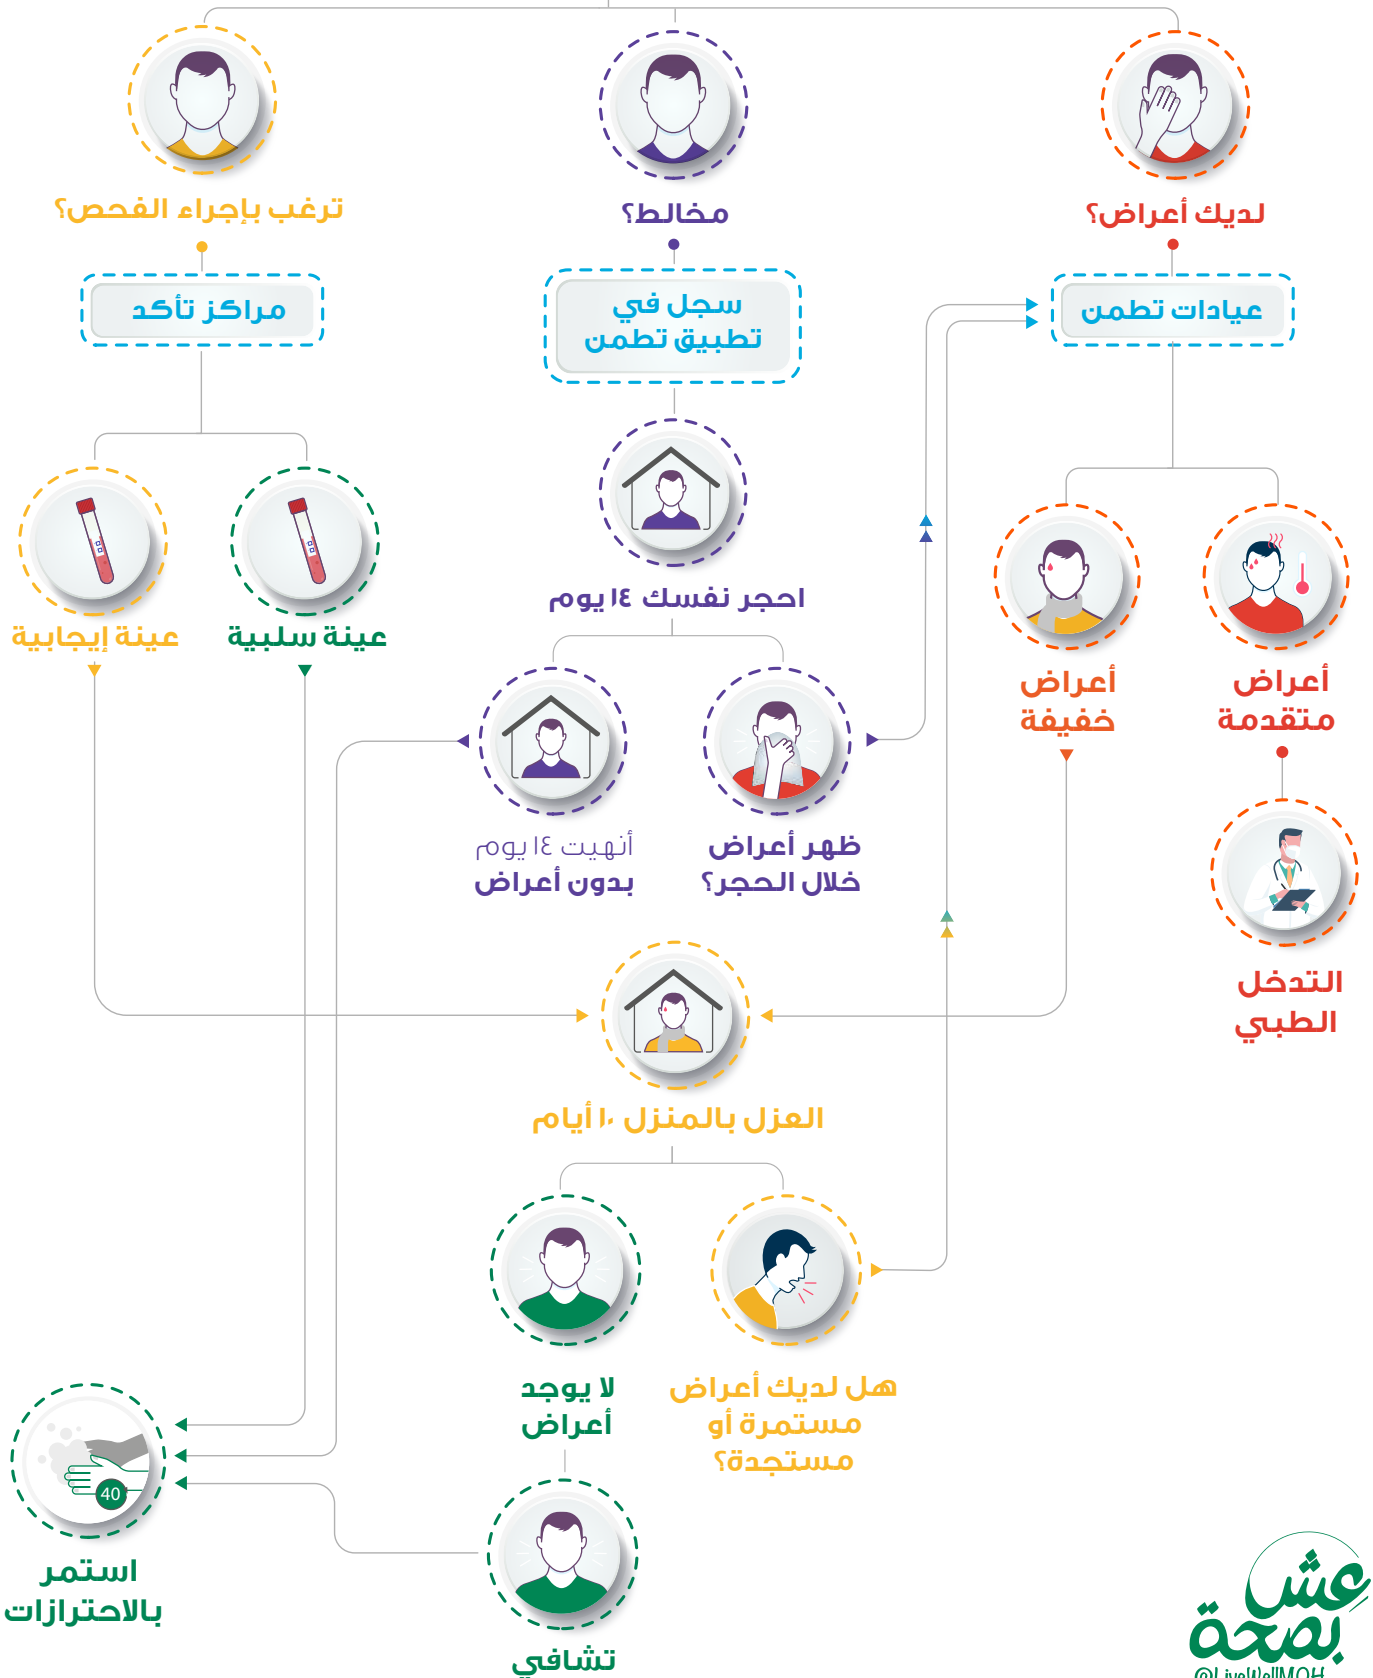 لديك أعراض؟
مخالط؟
ترغب بإجراء الفحص؟
عيادات تطمن
سجل في
تطبيق تطمن
مراكز تأكد
احجر نفسك ١٤ يوم
عينة سلبية
عينة إيجابية
أعراض
متقدمة
أعراض
خفيفة
ظهر أعراض
خلال الحجر؟
أنهيت ١٤ يوم
بدون أعراض
التدخل
الطبي
العزل بالمنزل ١٠ أيام
هل لديك أعراض
مستمرة أو
مستجدة؟
لا يوجد
أعراض
40
استمر
بالاحترازات
تشافي
عش
بصحة
@LiveWellMOH